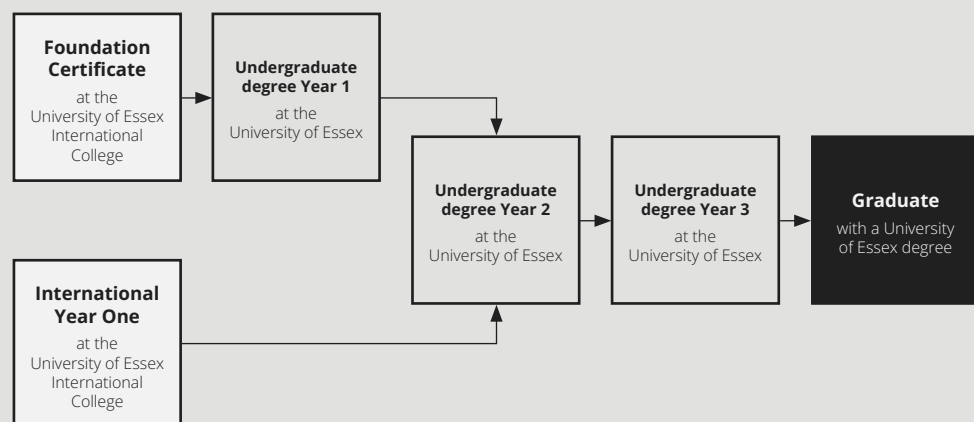 Foundation
Certificate
at the
University of Essex
International
College
Undergraduate
degree Year 1
at the
University of Essex
Undergraduate
degree Year 2
at the
University of Essex
Undergraduate
degree Year 3
at the
University of Essex
Graduate
with a University
of Essex degree
International
Year One
at the
University of Essex
International
College